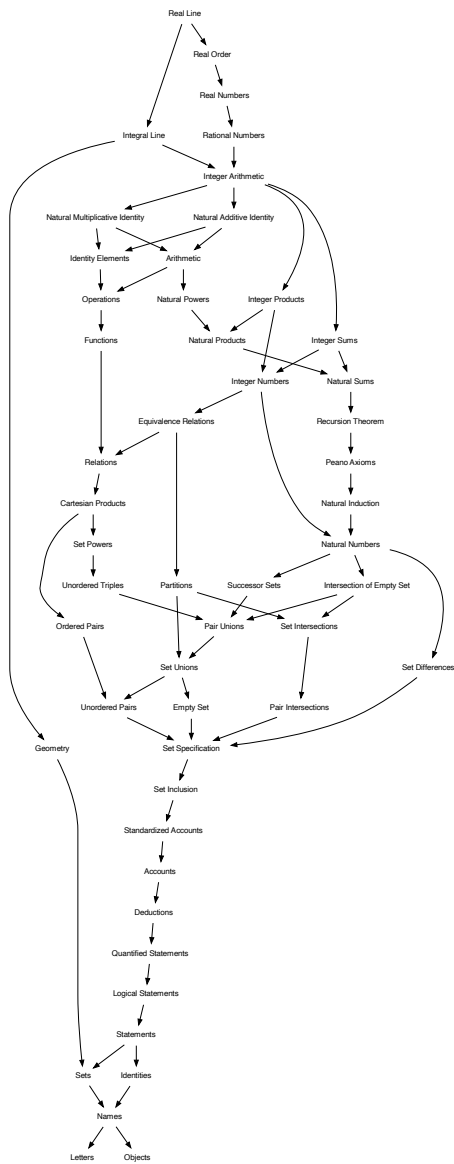 Real Line
Real Order
Real Numbers
Integral Line
Rational Numbers
Integer Arithmetic
Natural Multiplicative Identity
Natural Additive Identity
Identity Elements
Arithmetic
Operations
Natural Powers
Integer Products
Functions
Natural Products
Integer Sums
Integer Numbers
Natural Sums
Equivalence Relations
Recursion Theorem
Relations
Peano Axioms
Cartesian Products
Natural Induction
Set Powers
Natural Numbers
Unordered Triples
Partitions
Successor Sets
Intersection of Empty Set
Ordered Pairs
Pair Unions
Set Intersections
Set Unions
Set Differences
Unordered Pairs
Empty Set
Pair Intersections
Geometry
Set Specification
Set Inclusion
Standardized Accounts
Accounts
Deductions
Quantified Statements
Logical Statements
Statements
Sets
Identities
Names
Letters
Objects